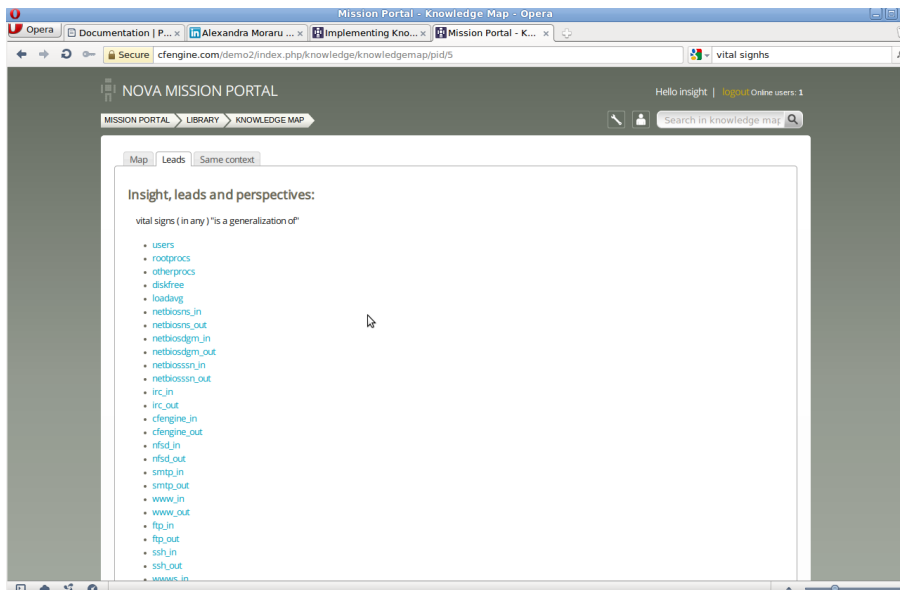 Mission Portal - Knowledge Map - Opera
Opera Documentation | P... Alexandra Moraru ... Implementing Kno... Mission Portal - K...
Secure cfengine.com/demo2/index.php/knowledge/knowledgemap/pid/5 vital signhs
NOVA MISSION PORTAL Hello insight | logout Online users: 1
MISSION PORTAL LIBRARY KNOWLEDGE MAP Search in knowledge map
Map Leads Same context
Insight, leads and perspectives:
vital signs ( in any ) "is a generalization of"
users
rootprocs
otherprocs
diskfree
loadavg
netbiosns_in
netbiosns_out
netbiosdgm_in
netbiosdgm_out
netbiosssn_in
netbiosssn_out
irc_in
irc_out
cfengine_in
cfengine_out
nfsd_in
nfsd_out
smtp_in
smtp_out
www_in
www_out
ftp_in
ftp_out
ssh_in
ssh_out
wwws_in